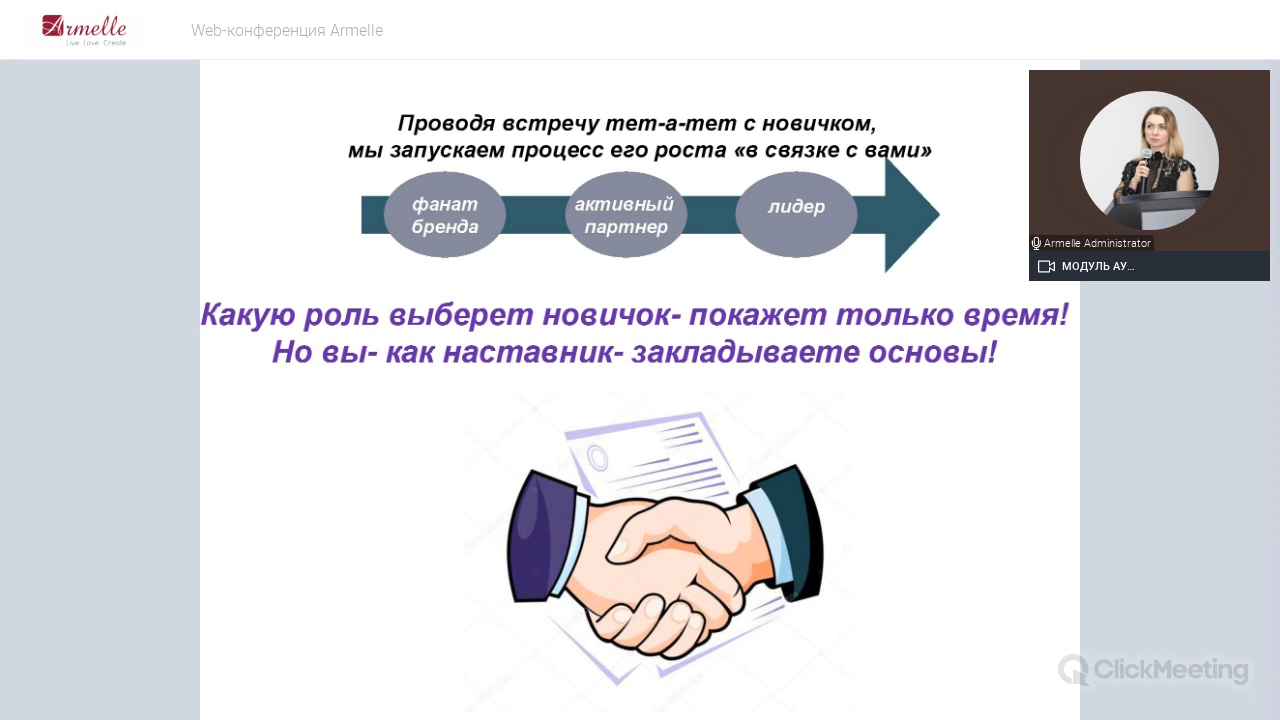 Armelle
Live Love Create
Web-конференция Armelle
Проводя встречу тет-а-тет с новичком,
мы запускаем процесс его роста «в связке с вами»
фанат
бренда
активный
партнер
лидер
Armelle Administrator
МОДУЛЬ АУ...
Какую роль выберет новичок- покажет только время!
Но вы- как наставник- закладываете основы!
ClickMeeting